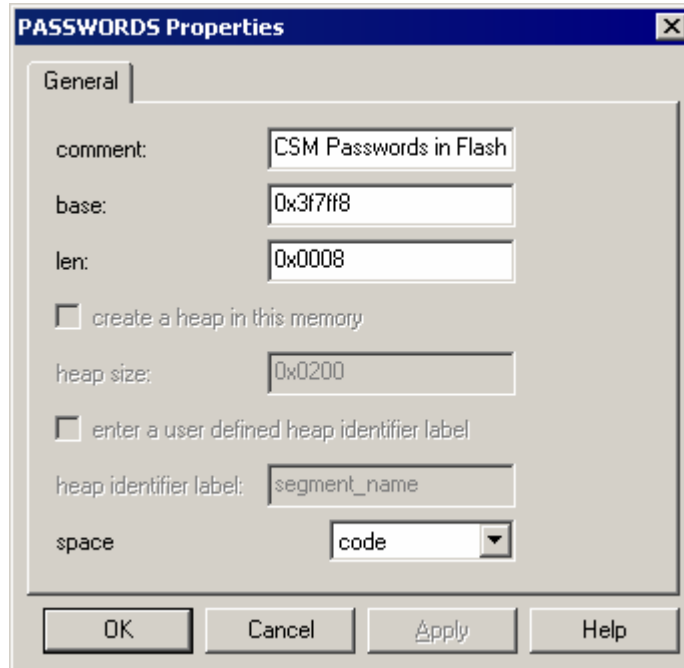 PASSWORDS Properties
General
comment: CSM Passwords in Flash
base: 0x3f7ff8
len: 0x0008
create a heap in this memory
heap size: 0x0200
enter a user defined heap identifier label
heap identifier label: segment_name
space code
OK Cancel Apply Help